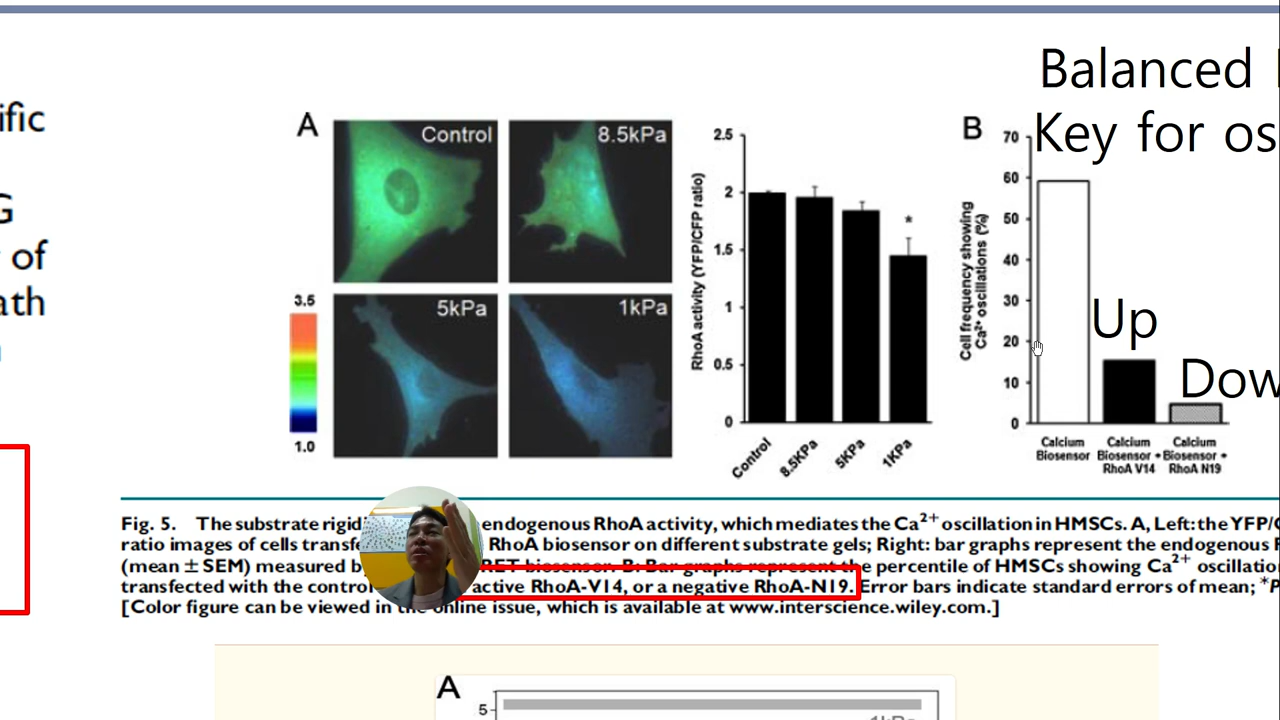 ific
G
of
ath
Balanced
Key for os
A
Control
8.5kPa
5kPa
1kPa
3.5
1.0
RhoA activity (YFP/CFP ratio)
2.5
2
1.5
1
0.5
0
*
Control
8.5KPa
5KPa
1KPa
B
Cell frequency showing
Ca²⁺ oscillations (%)
70
60
50
40
30
20
10
0
Up
Dow
Calcium
Biosensor
Calcium
Biosensor +
RhoA V14
Calcium
Biosensor +
RhoA N19
Fig. 5. The substrate rigid endogenous RhoA activity, which mediates the Ca²⁺ oscillation in HMSCs. A, Left: the YFP/
ratio images of cells transfe RhoA biosensor on different substrate gels; Right: bar graphs represent the endogenous
(mean ± SEM) measured b RET biosensor. B: Bar graphs represent the percentile of HMSCs showing Ca²⁺ oscillatio
transfected with the control active RhoA-V14, or a negative RhoA-N19. Error bars indicate standard errors of mean; *P
[Color figure can be viewed in the online issue, which is available at www.interscience.wiley.com.]
A
5